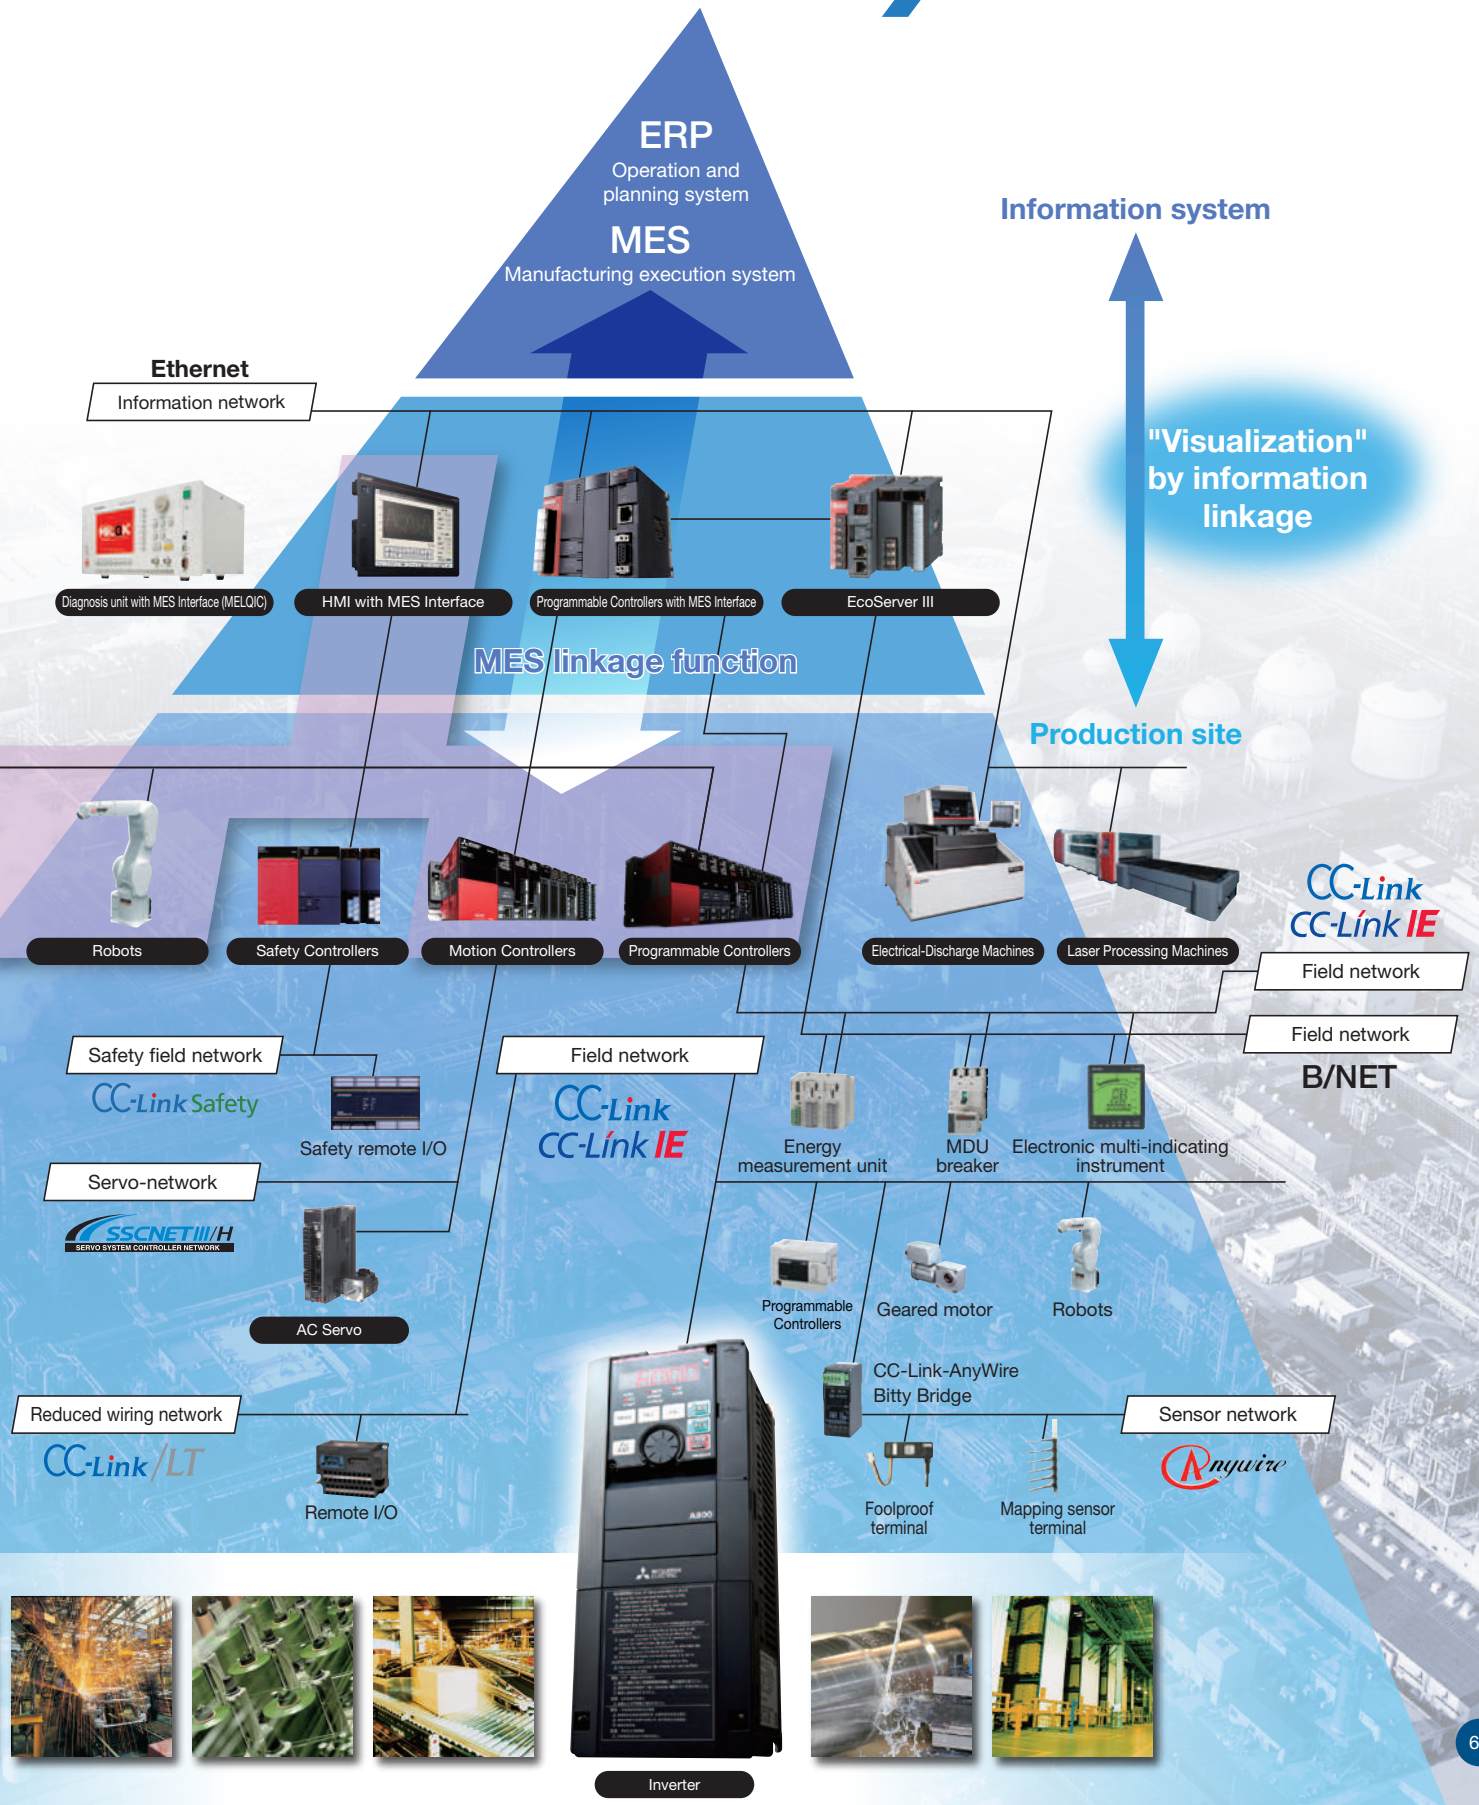 ERP
Operation and
planning system
MES
Manufacturing execution system
Information system
Ethernet
Information network
"Visualization"
by information
linkage
Diagnosis unit with MES Interface (MELQIC)
HMI with MES Interface
Programmable Controllers with MES Interface
EcoServer III
MES linkage function
Production site
Robots
Safety Controllers
Motion Controllers
Programmable Controllers
Electrical-Discharge Machines
Laser Processing Machines
CC-Link
CC-Link IE
Field network
Field network
B/NET
Safety field network
CC-Link Safety
Safety remote I/O
Field network
CC-Link
CC-Link IE
Energy
measurement unit
MDU
breaker
Electronic multi-indicating
instrument
Servo-network
SSCNETIII/H
SERVO SYSTEM CONTROLLER NETWORK
AC Servo
Programmable
Controllers
Geared motor
Robots
CC-Link-AnyWire
Bitty Bridge
Reduced wiring network
CC-Link/LT
Remote I/O
Sensor network
Anywire
Foolproof
terminal
Mapping sensor
terminal
A800
MITSUBISHI
ELECTRIC
Inverter
6